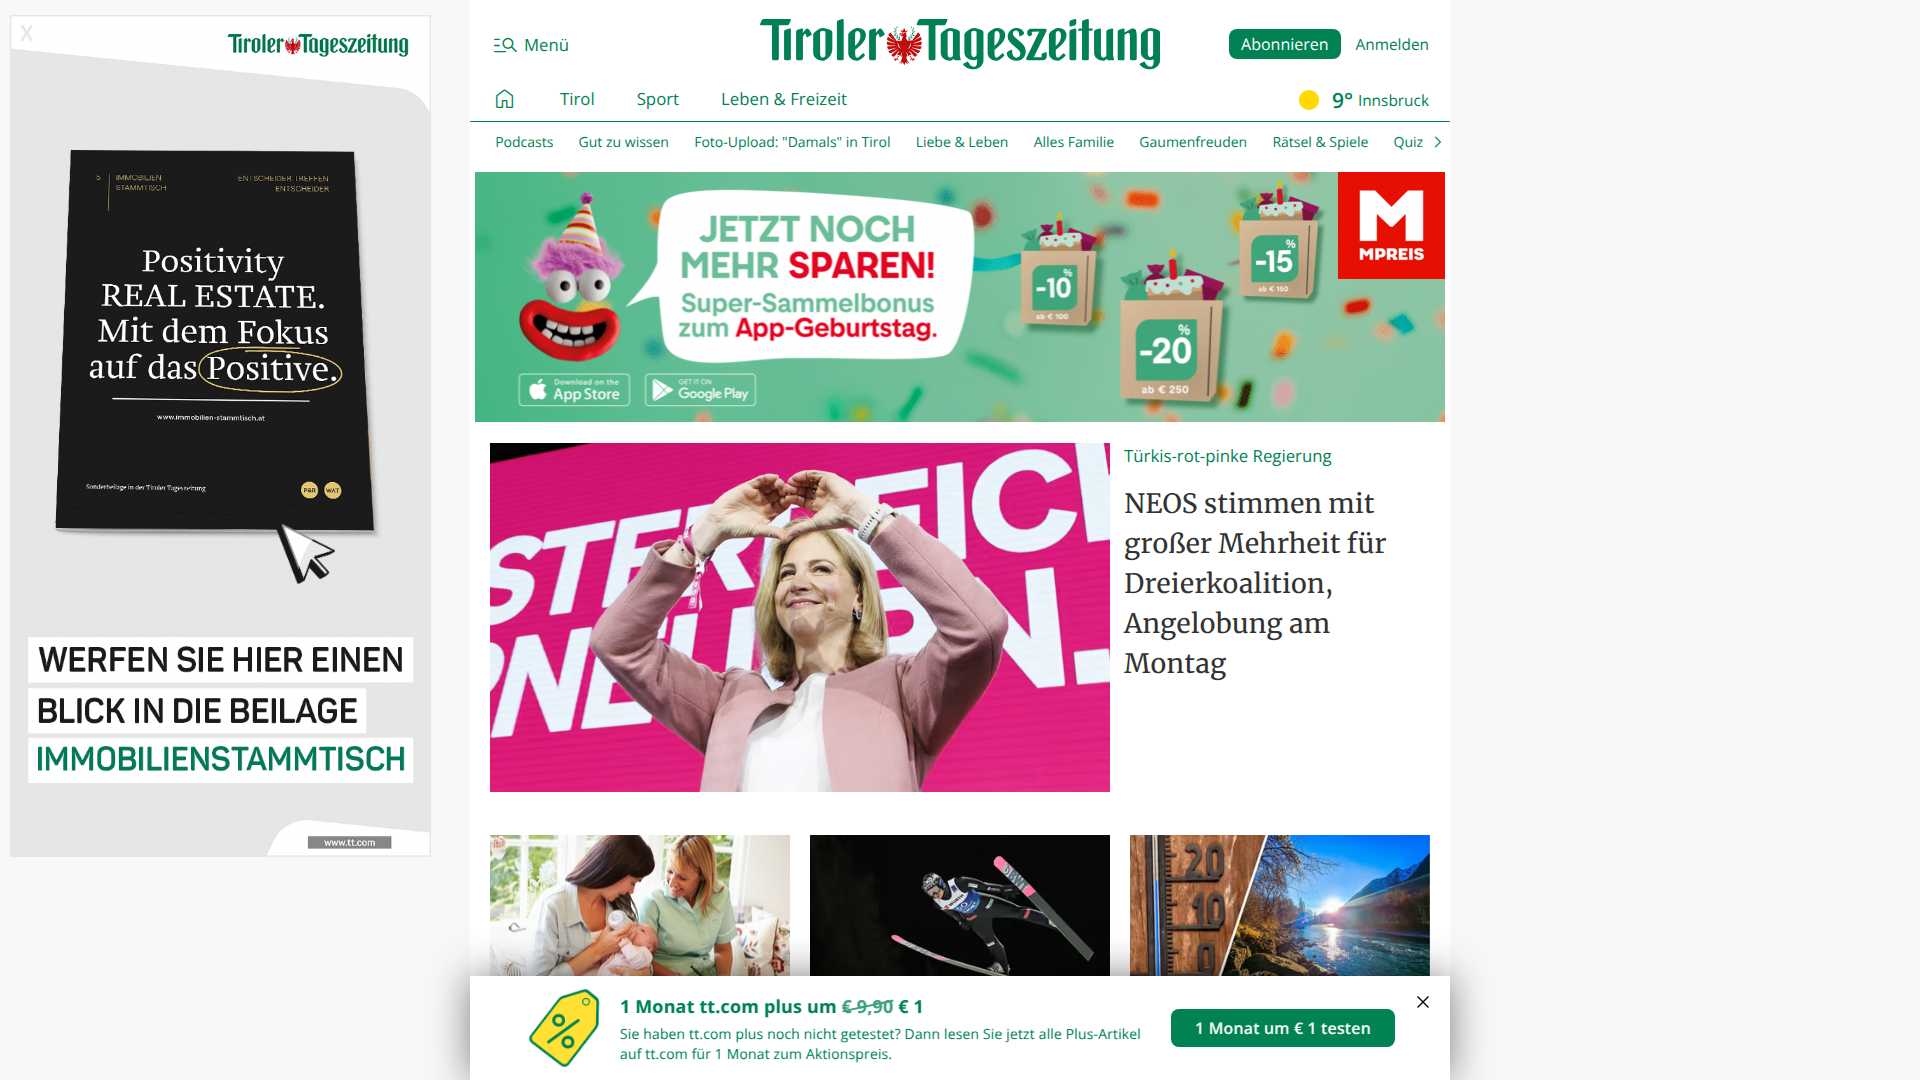 X
Tiroler Tageszeitung
5 IMMOBILIEN STAMMTISCH
ENTSCHEIDER TREFFEN ENTSCHEIDER
Positivity
REAL ESTATE.
Mit dem Fokus
auf das Positive.
www.immobilien-stammtisch.at
Sonderbeilage in der Tiroler Tageszeitung
P&R WAT
WERFEN SIE HIER EINEN
BLICK IN DIE BEILAGE
IMMOBILIENSTAMMTISCH
www.tt.com
Menü
Tiroler Tageszeitung
Abonnieren
Anmelden
Tirol
Sport
Leben & Freizeit
9° Innsbruck
Podcasts
Gut zu wissen
Foto-Upload: "Damals" in Tirol
Liebe & Leben
Alles Familie
Gaumenfreuden
Rätsel & Spiele
Quiz
JETZT NOCH
MEHR SPAREN!
Super-Sammelbonus
zum App-Geburtstag.
Download on the
App Store
GET IT ON
Google Play
-10%
ab € 100
-20%
ab € 250
-15%
ab € 150
M
MPREIS
STERREICH
RNEUERN.
Türkis-rot-pinke Regierung
NEOS stimmen mit
großer Mehrheit für
Dreierkoalition,
Angelobung am
Montag
20
10
0
1 Monat tt.com plus um € 9,90 € 1
Sie haben tt.com plus noch nicht getestet? Dann lesen Sie jetzt alle Plus-Artikel
auf tt.com für 1 Monat zum Aktionspreis.
1 Monat um € 1 testen